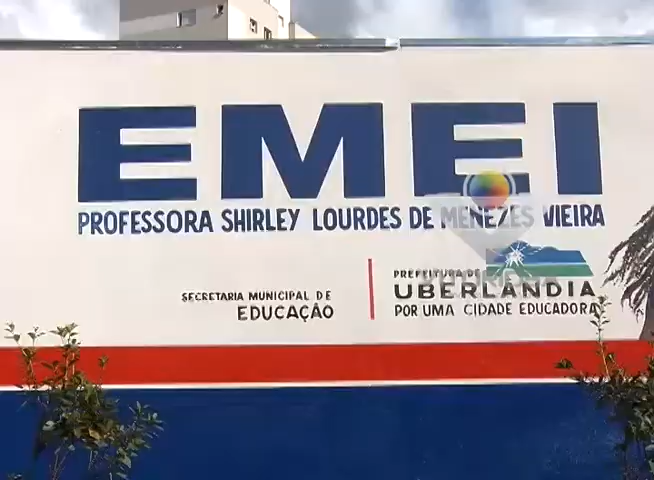 EMEI
PROFESSORA SHIRLEY LOURDES DE MENEZES VIEIRA
SECRETARIA MUNICIPAL DE
EDUCAÇÃO
PREFEITURA DE
UBERLÂNDIA
POR UMA CIDADE EDUCADORA